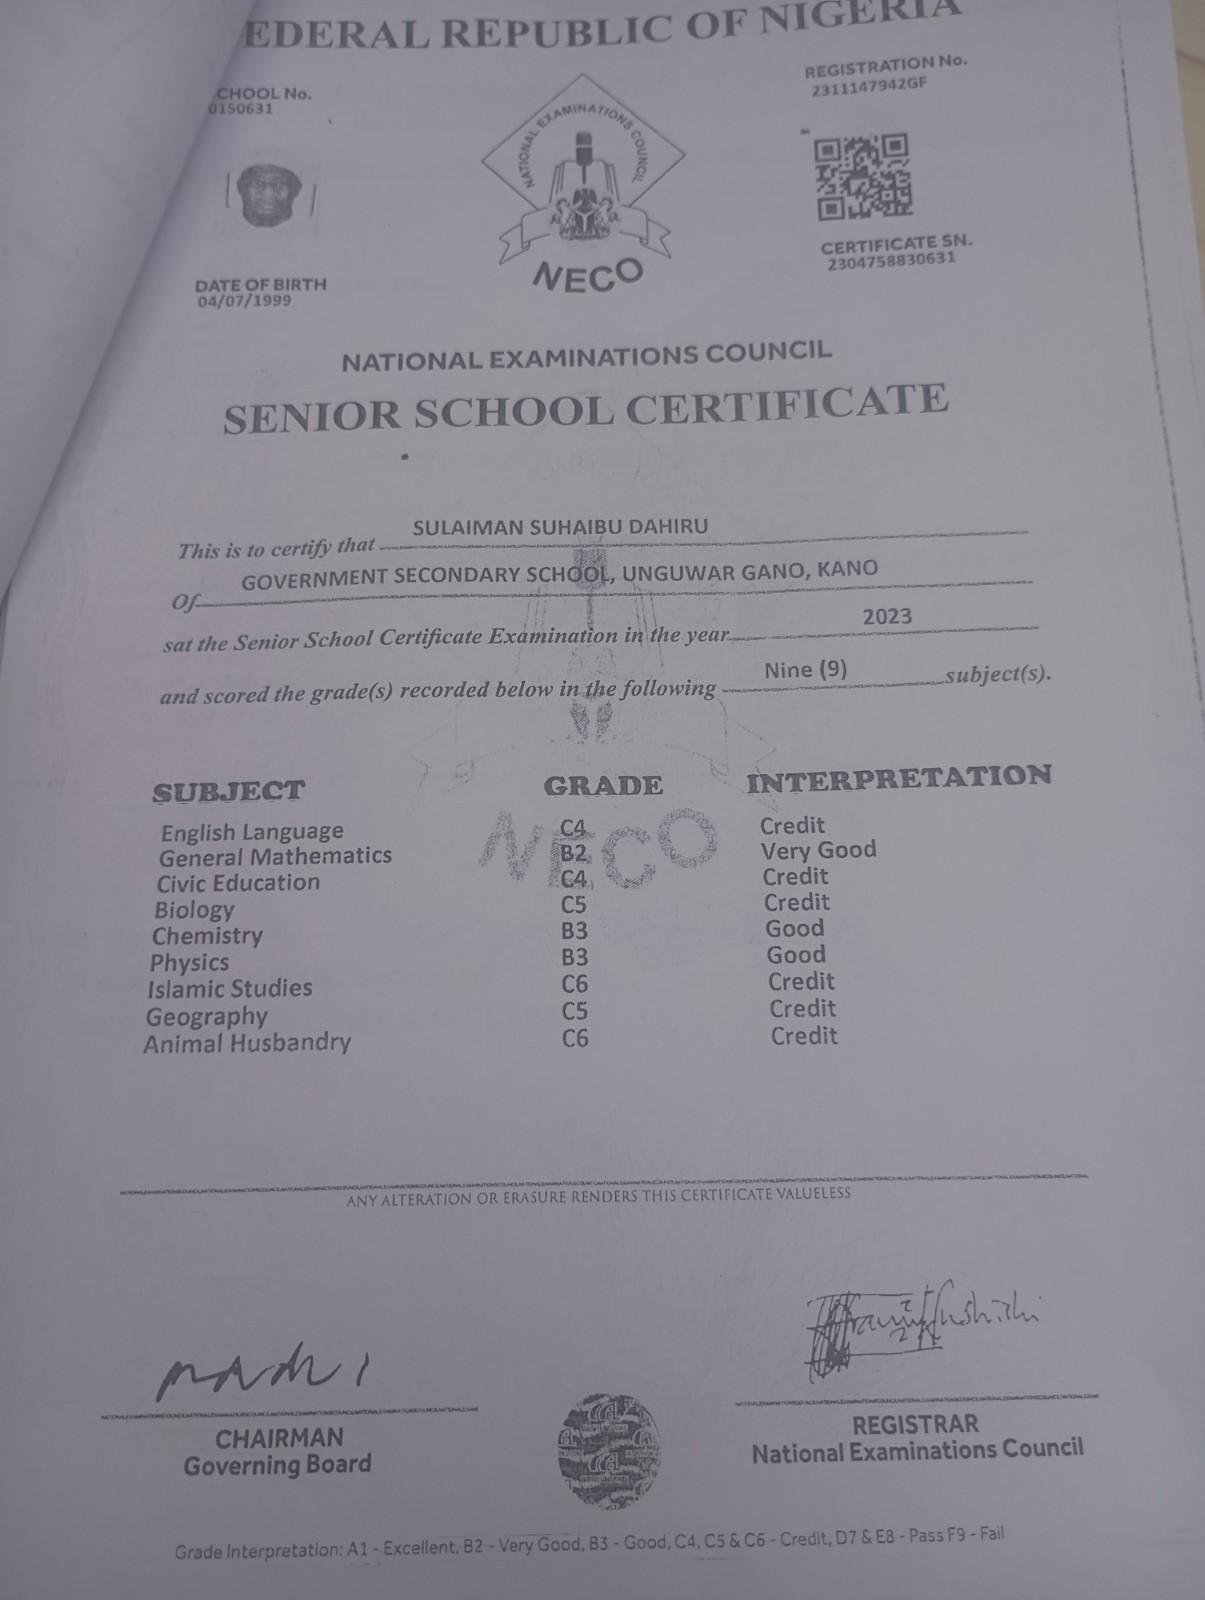 EDERAL REPUBLIC OF NIGERIA
CHOOL No.
0150631
REGISTRATION No.
2311147942GF
NATIONAL EXAMINATIONS COUNCIL
NECO
CERTIFICATE SN.
2304758830631
DATE OF BIRTH
04/07/1999
NATIONAL EXAMINATIONS COUNCIL
SENIOR SCHOOL CERTIFICATE
This is to certify that SULAIMAN SUHAIBU DAHIRU
Of GOVERNMENT SECONDARY SCHOOL, UNGUWAR GANO, KANO
sat the Senior School Certificate Examination in the year 2023
and scored the grade(s) recorded below in the following Nine (9) subject(s).
NECO
SUBJECT GRADE INTERPRETATION
English Language C4 Credit
General Mathematics B2 Very Good
Civic Education C4 Credit
Biology C5 Credit
Chemistry B3 Good
Physics B3 Good
Islamic Studies C6 Credit
Geography C5 Credit
Animal Husbandry C6 Credit
ANY ALTERATION OR ERASURE RENDERS THIS CERTIFICATE VALUELESS
CHAIRMAN
Governing Board
REGISTRAR
National Examinations Council
Grade Interpretation: A1 - Excellent, B2 - Very Good, B3 - Good, C4, C5 & C6 - Credit, D7 & E8 - Pass F9 - Fail